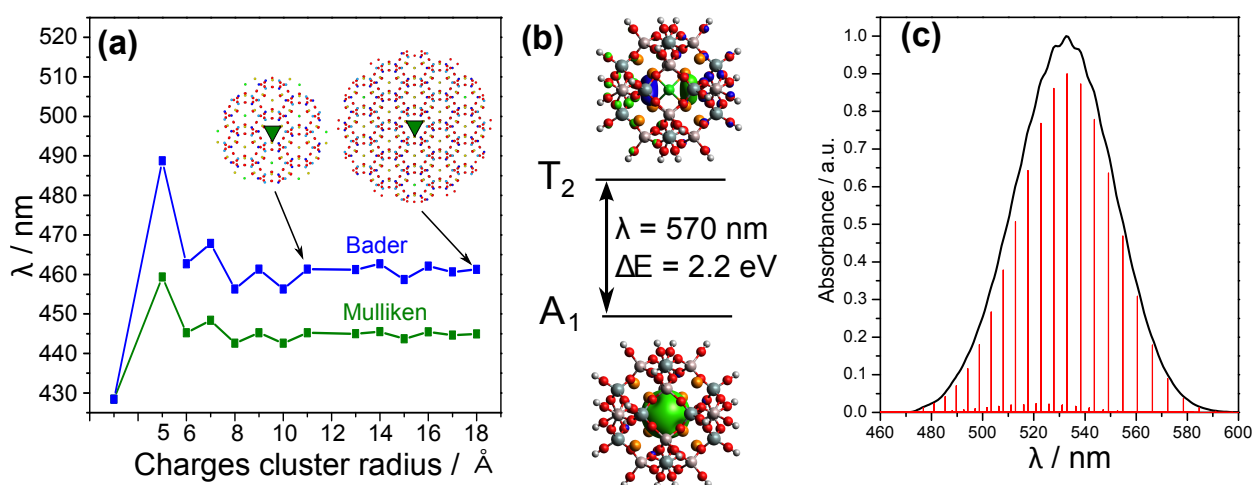 (a)
520
510
500
490
480
470
460
450
440
430
λ / nm
Bader
Mulliken
5 6 8 10 12 14 16 18
Charges cluster radius / Å
(b)
T2
λ = 570 nm
ΔE = 2.2 eV
A1
(c)
1.0
0.9
0.8
0.7
0.6
0.5
0.4
0.3
0.2
0.1
0.0
Absorbance / a.u.
460 480 500 520 540 560 580 600
λ / nm